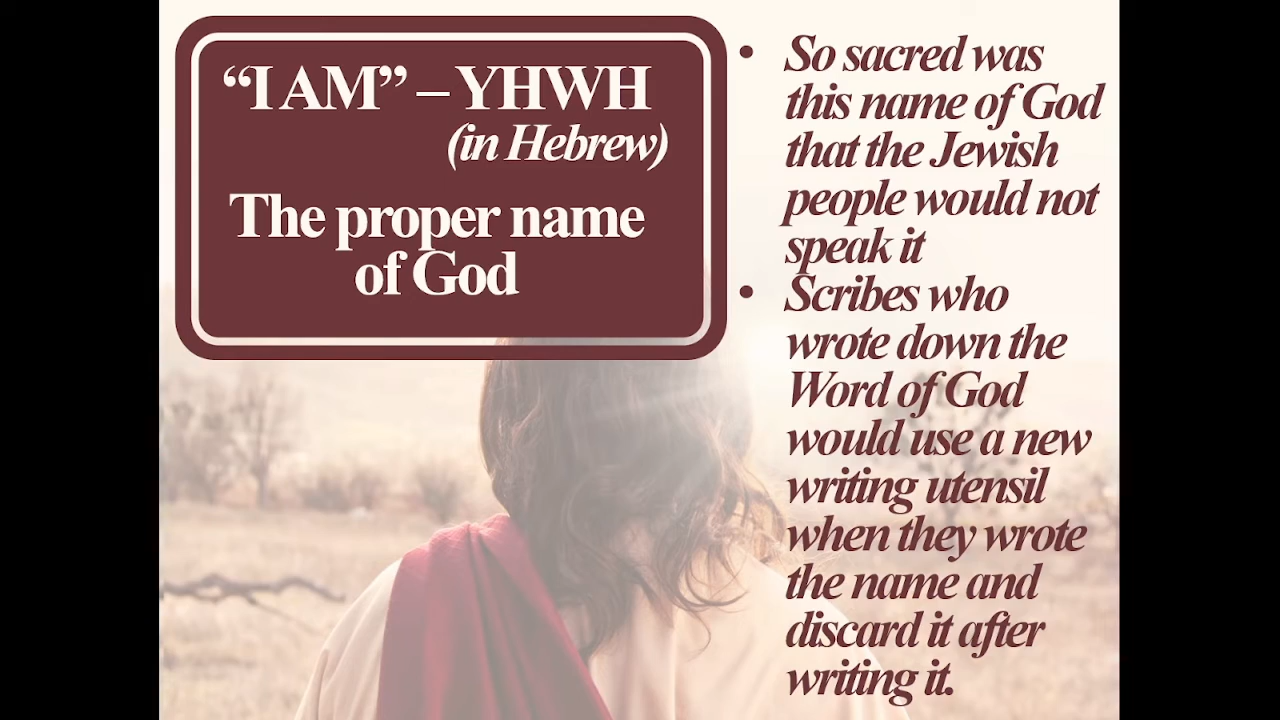 “I AM” – YHWH
(in Hebrew)
The proper name
of God
• So sacred was
this name of God
that the Jewish
people would not
speak it
• Scribes who
wrote down the
Word of God
would use a new
writing utensil
when they wrote
the name and
discard it after
writing it.